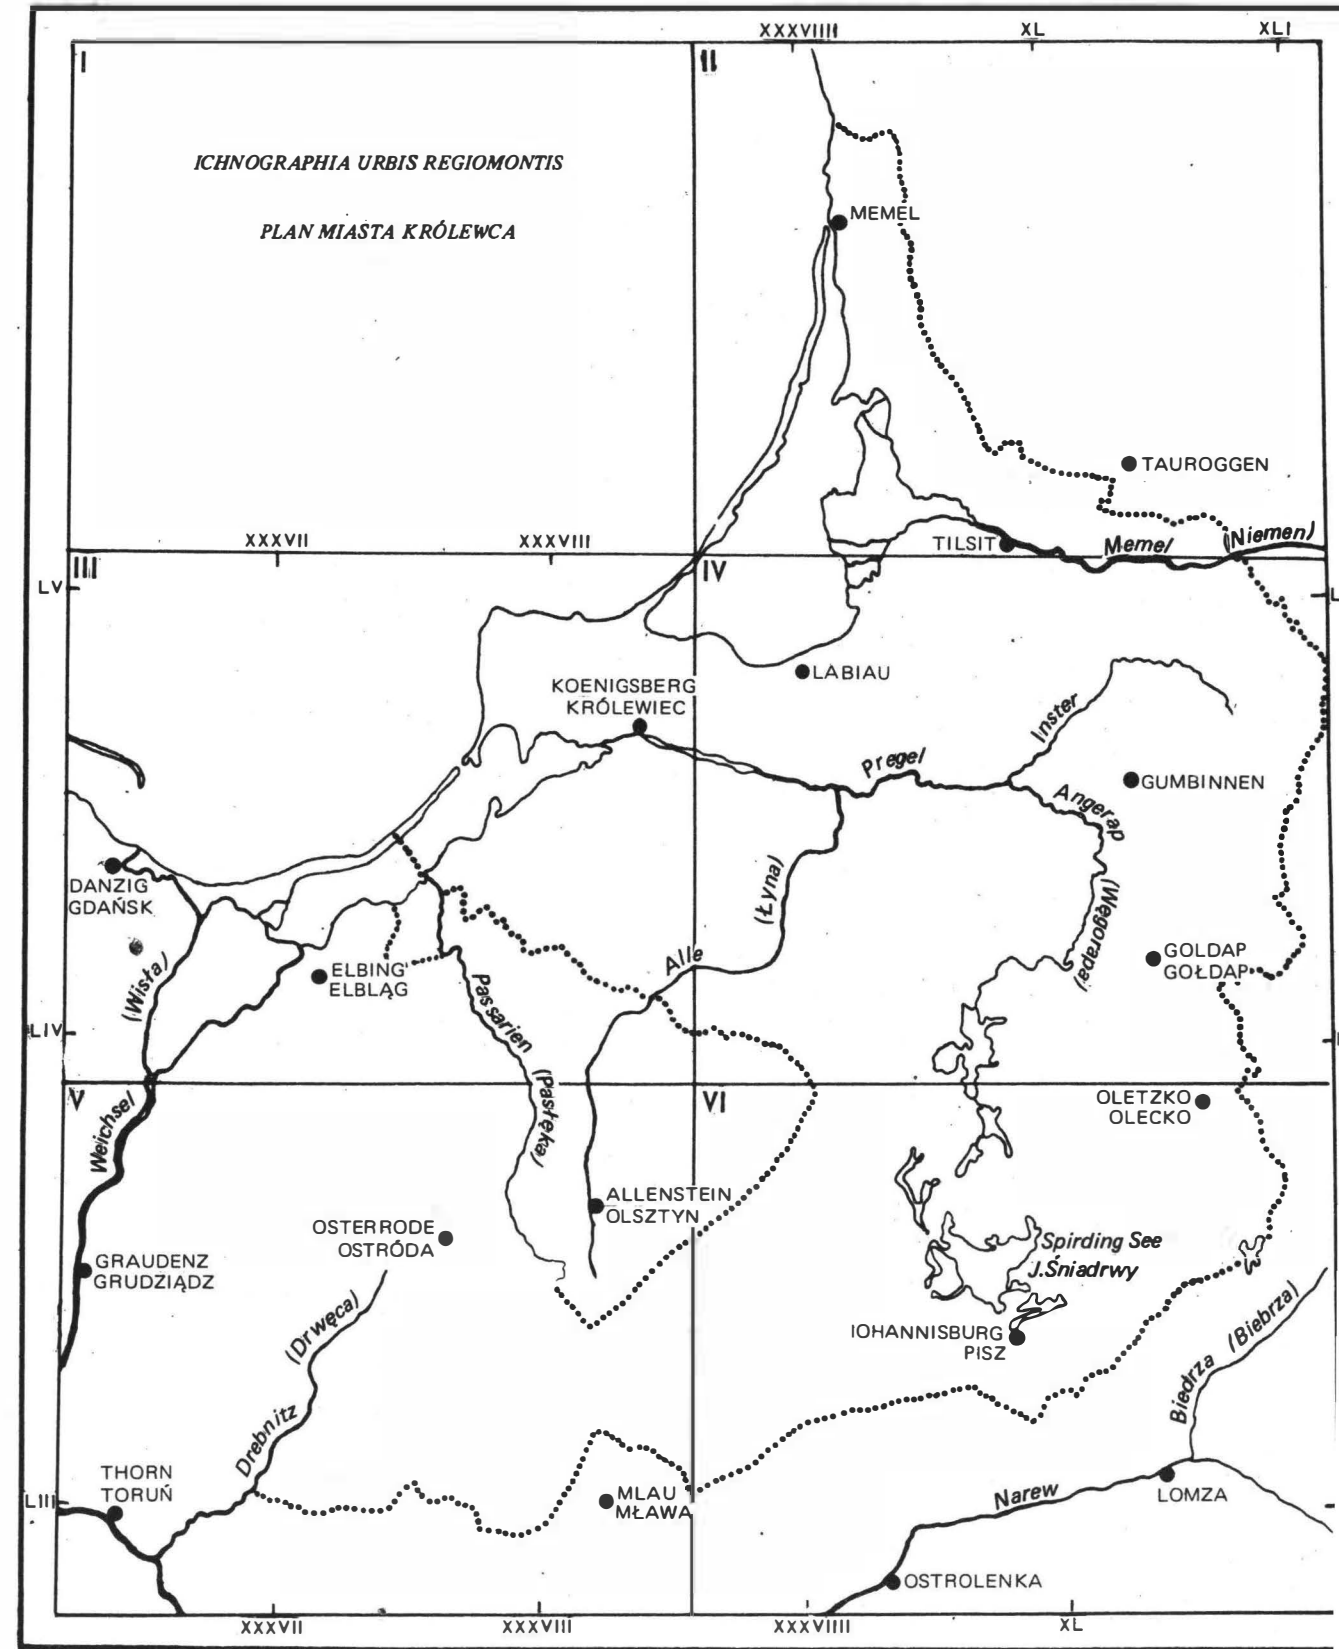 XXXVIIII
XL
XLI
I
II
ICHNOGRAPHIA URBIS REGIOMONTIS
PLAN MIASTA KRÓLEWCA
MEMEL
TAUROGGEN
XXXVII
XXXVIII
TILSIT
Memel
(Niemen)
III
IV
LV
L
LABIAU
KOENIGSBERG
KRÓLEWIEC
Inster
Pregel
GUMBINNEN
Angerap
(Węgorapa)
DANZIG
GDAŃSK
(Łyna)
Alle
(Wisła)
ELBING
ELBLĄG
Passarien
(Pasłęka)
GOLDAP
GOŁDAP
LIV
V
VI
Weichsel
OLETZKO
OLECKO
ALLENSTEIN
OLSZTYN
OSTERRODE
OSTRÓDA
GRAUDENZ
GRUDZIĄDZ
Spirding See
J.Śniadrwy
(Drwęca)
IOHANNISBURG
PISZ
Biedrza
(Biebrza)
Drebnitz
THORN
TORUŃ
LIII
MLAU
MŁAWA
Narew
LOMZA
OSTROLENKA
XXXVII
XXXVIII
XXXVIIII
XL